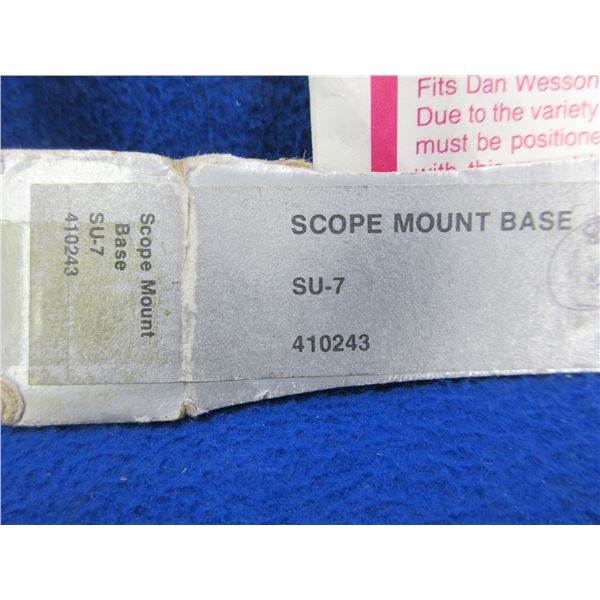 Fits Dan Wesson
Due to the variety
must be positione
SCOPE MOUNT BASE
SU-7
410243
Scope Mount
Base
SU-7
410243